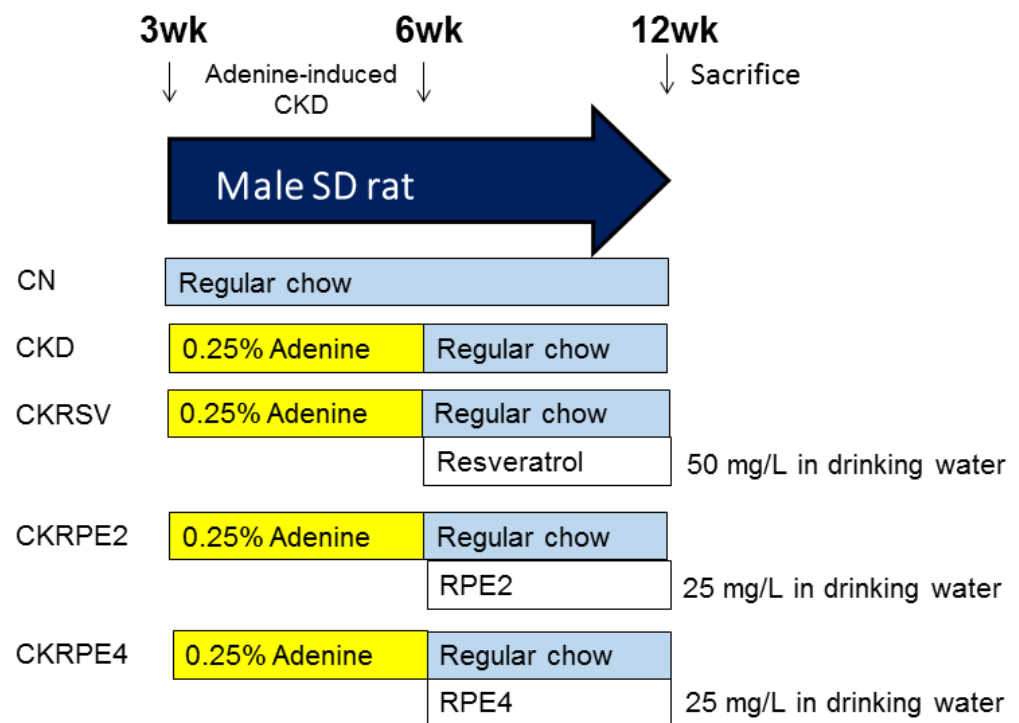 3wk 6wk 12wk
Adenine-induced
CKD
Sacrifice
Male SD rat
CN Regular chow
CKD 0.25% Adenine Regular chow
CKRSV 0.25% Adenine Regular chow
Resveratrol 50 mg/L in drinking water
CKRPE2 0.25% Adenine Regular chow
RPE2 25 mg/L in drinking water
CKRPE4 0.25% Adenine Regular chow
RPE4 25 mg/L in drinking water